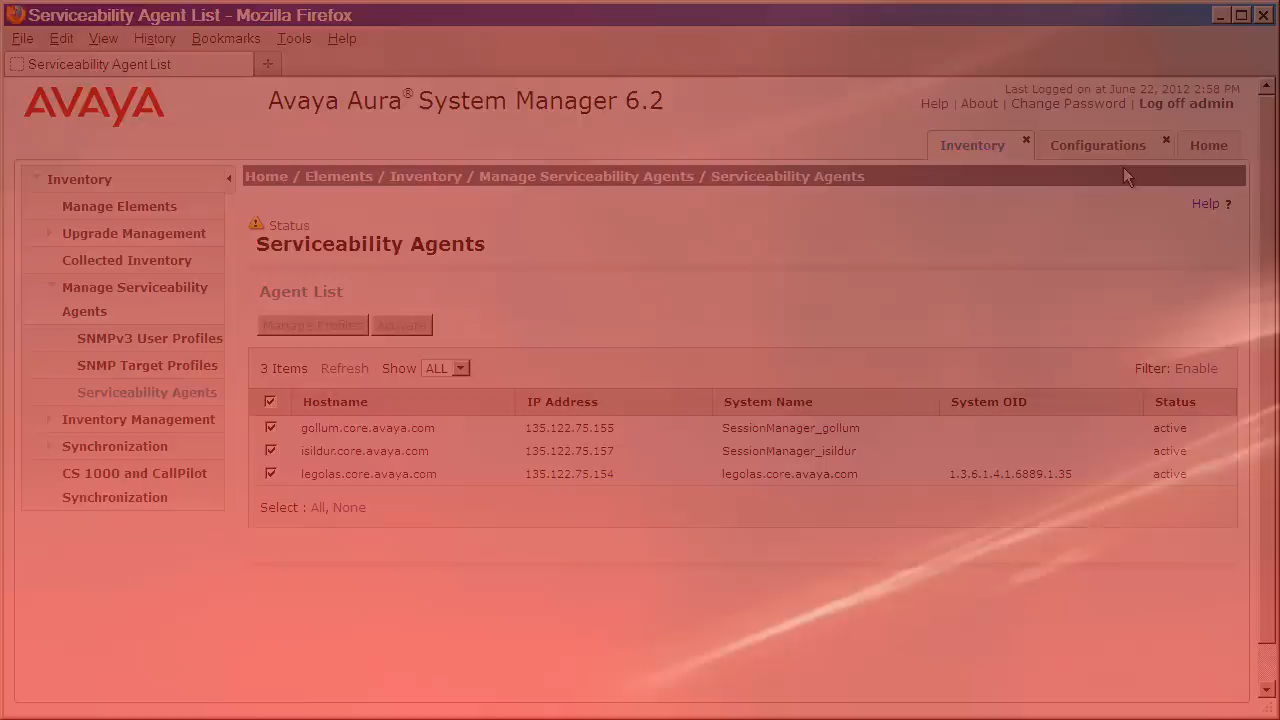 Serviceability Agent List - Mozilla Firefox
File Edit View History Bookmarks Tools Help
Serviceability Agent List
AVAYA
Avaya Aura® System Manager 6.2
Last Logged on at June 22, 2012 2:58 PM
Help | About | Change Password | Log off admin
Inventory Configurations Home
Inventory
Manage Elements
Upgrade Management
Collected Inventory
Manage Serviceability
Agents
SNMPv3 User Profiles
SNMP Target Profiles
Serviceability Agents
Inventory Management
Synchronization
CS 1000 and CallPilot
Synchronization
Home / Elements / Inventory / Manage Serviceability Agents / Serviceability Agents
Help ?
Status
Serviceability Agents
Agent List
Manage Profiles Activate
3 Items Refresh Show ALL Filter: Enable
Hostname IP Address System Name System OID Status
gollum.core.avaya.com 135.122.75.155 SessionManager_gollum active
isildur.core.avaya.com 135.122.75.157 SessionManager_isildur active
legolas.core.avaya.com 135.122.75.154 legolas.core.avaya.com 1.3.6.1.4.1.6889.1.35 active
Select : All, None